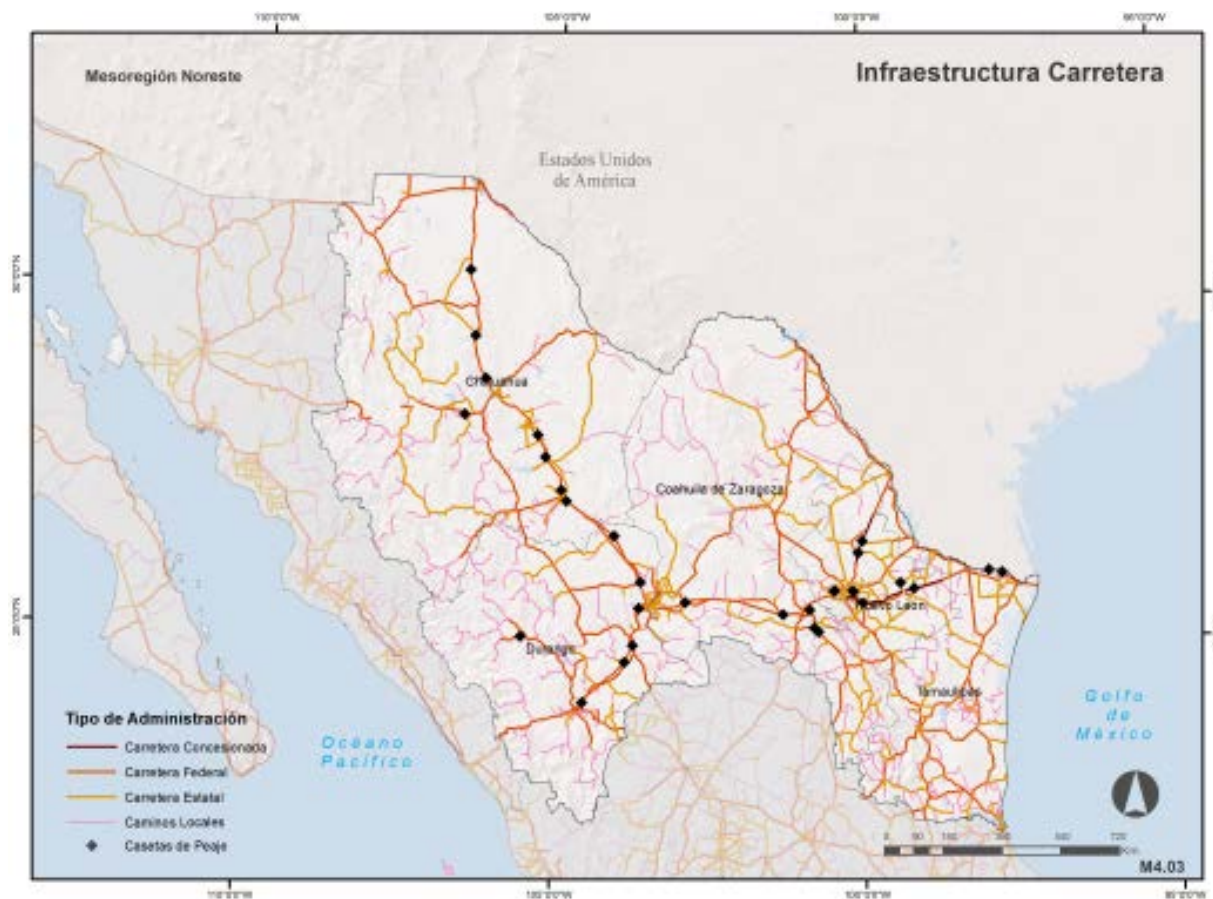 Mesoregión Noreste
Infraestructura Carretera
Estados Unidos
de América
Chihuahua
Coahuila de Zaragoza
Nuevo León
Durango
Tamaulipas
Golfo
de
México
Océano
Pacífico
Tipo de Administración
Carretera Concesionada
Carretera Federal
Carretera Estatal
Caminos Locales
Casetas de Peaje
M4.03